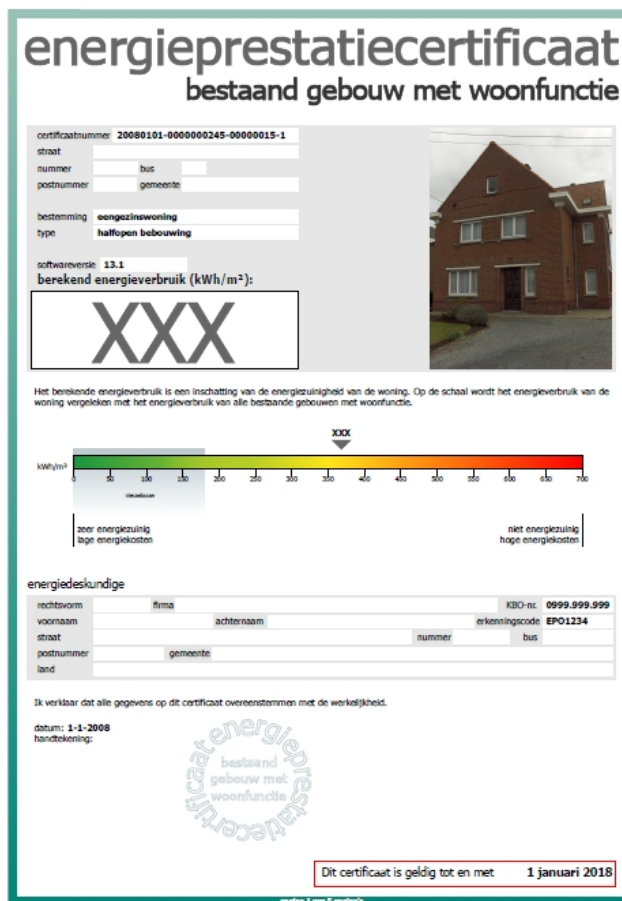 energieprestatiecertificaat
bestaand gebouw met woonfunctie
certificaatnummer 20080101-0000000245-00000015-1
straat
nummer bus
postnummer gemeente
bestemming eengezinswoning
type halfopen bebouwing
softwareversie 13.1
berekend energieverbruik (kWh/m²):
XXX
Het berekende energieverbruik is een inschatting van de energiezuinigheid van de woning. Op de schaal wordt het energieverbruik van de
woning vergeleken met het energieverbruik van alle bestaande gebouwen met woonfunctie.
XXX
kWh/m²
0 50 100 150 200 250 300 350 400 450 500 550 600 650 700
nieuwbouw
zeer energiezuinig niet energiezuinig
lage energiekosten hoge energiekosten
energiedeskundige
rechtsvorm firma KBO-nr. 0999.999.999
voornaam achternaam erkenningscode EPO1234
straat nummer bus
postnummer gemeente
land
Ik verklaar dat alle gegevens op dit certificaat overeenstemmen met de werkelijkheid.
datum: 1-1-2008
handtekening:
energieprestatiecertificaat
bestaand
gebouw met
woonfunctie
Dit certificaat is geldig tot en met 1 januari 2018